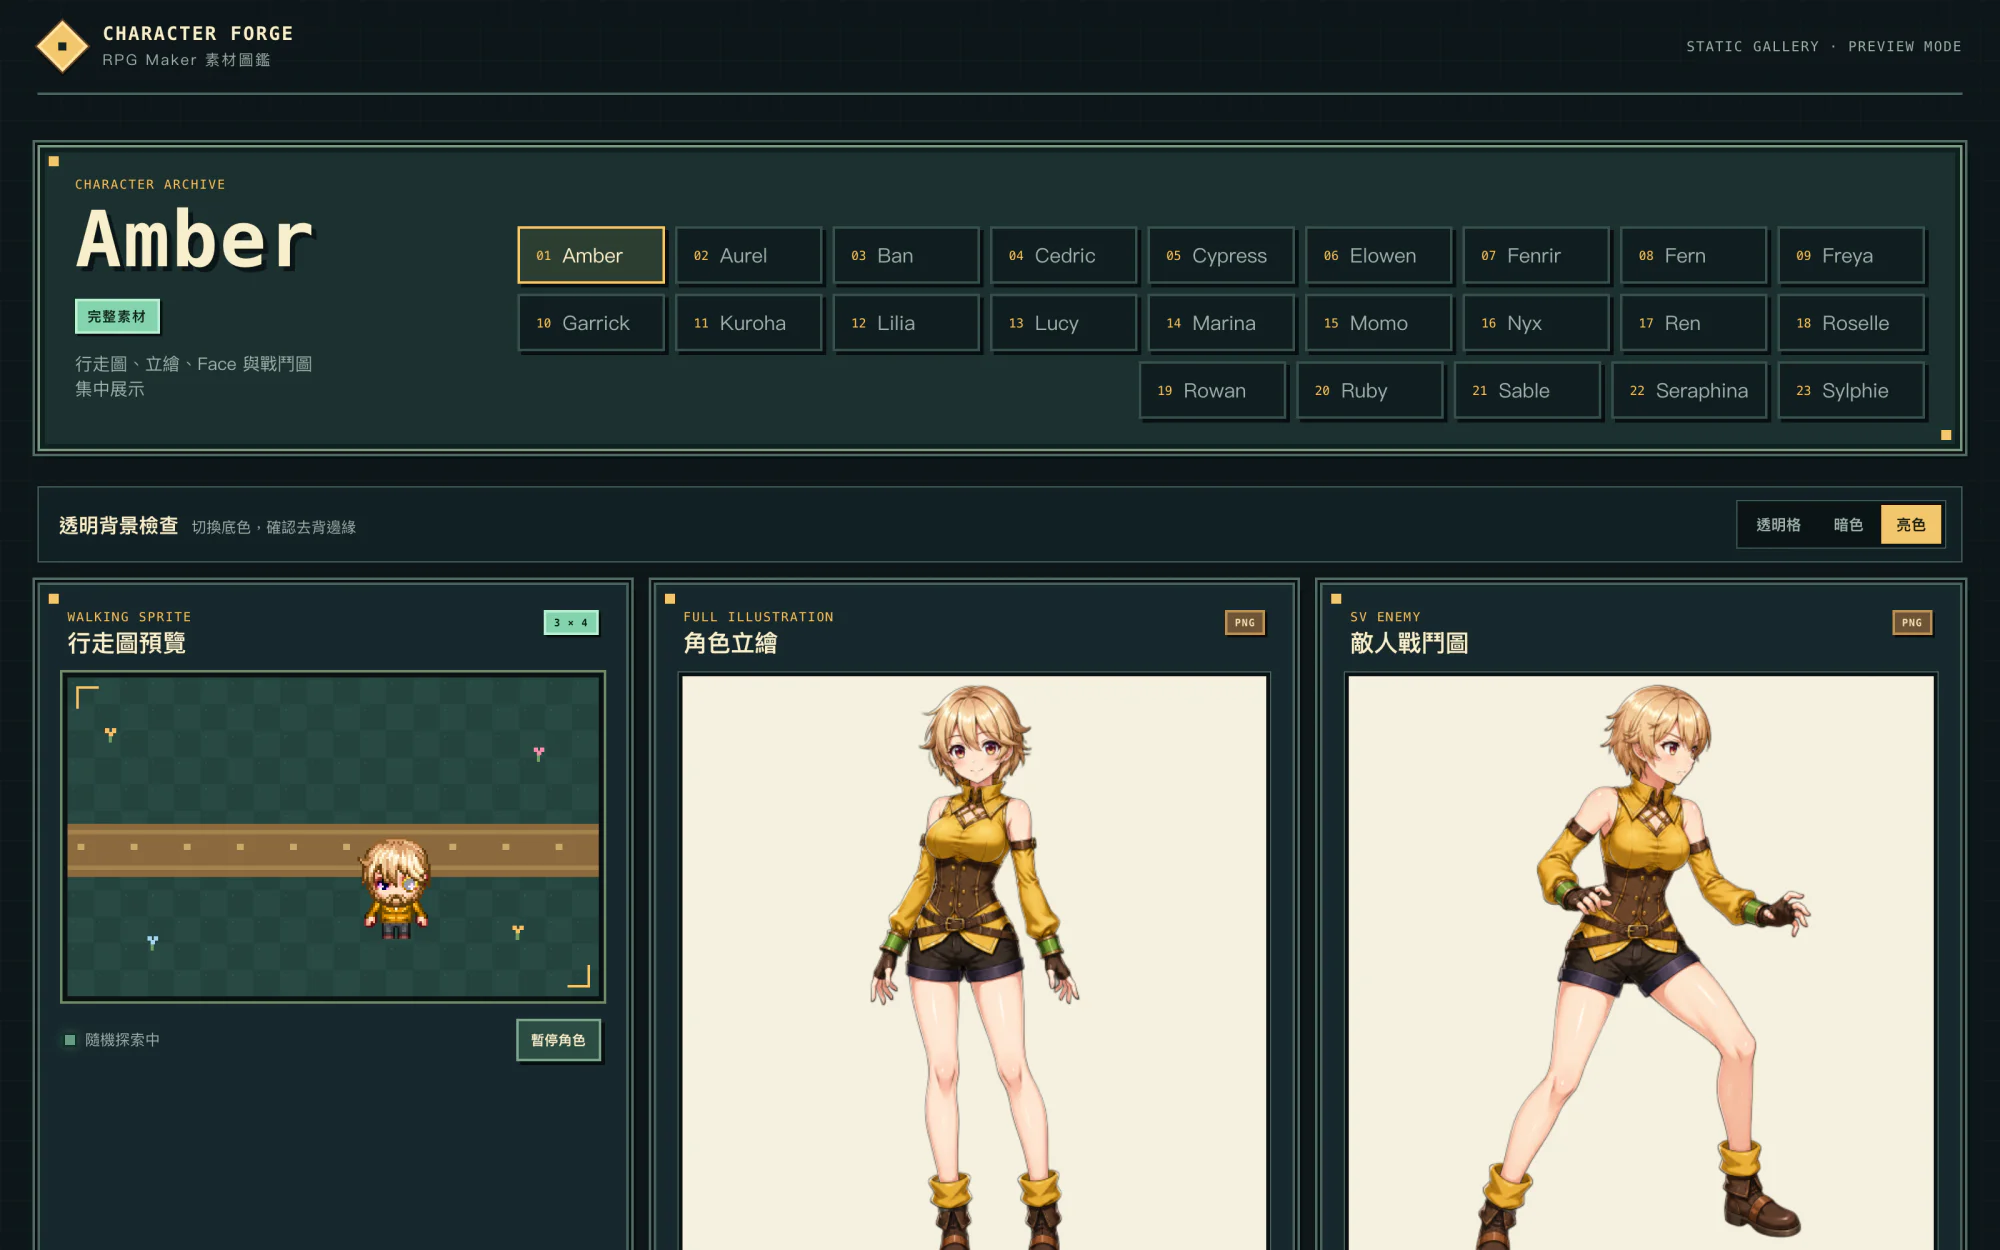 CHARACTER FORGE
RPG Maker 素材圖鑑
STATIC GALLERY · PREVIEW MODE
CHARACTER ARCHIVE
Amber
完整素材
行走圖、立繪、Face 與戰鬥圖
集中展示
01 Amber
02 Aurel
03 Ban
04 Cedric
05 Cypress
06 Elowen
07 Fenrir
08 Fern
09 Freya
10 Garrick
11 Kuroha
12 Lilia
13 Lucy
14 Marina
15 Momo
16 Nyx
17 Ren
18 Roselle
19 Rowan
20 Ruby
21 Sable
22 Seraphina
23 Sylphie
透明背景檢查 切換底色，確認去背邊緣
透明格 暗色 亮色
WALKING SPRITE
行走圖預覽
3 × 4
隨機探索中
暫停角色
FULL ILLUSTRATION
角色立繪
PNG
SV ENEMY
敵人戰鬥圖
PNG